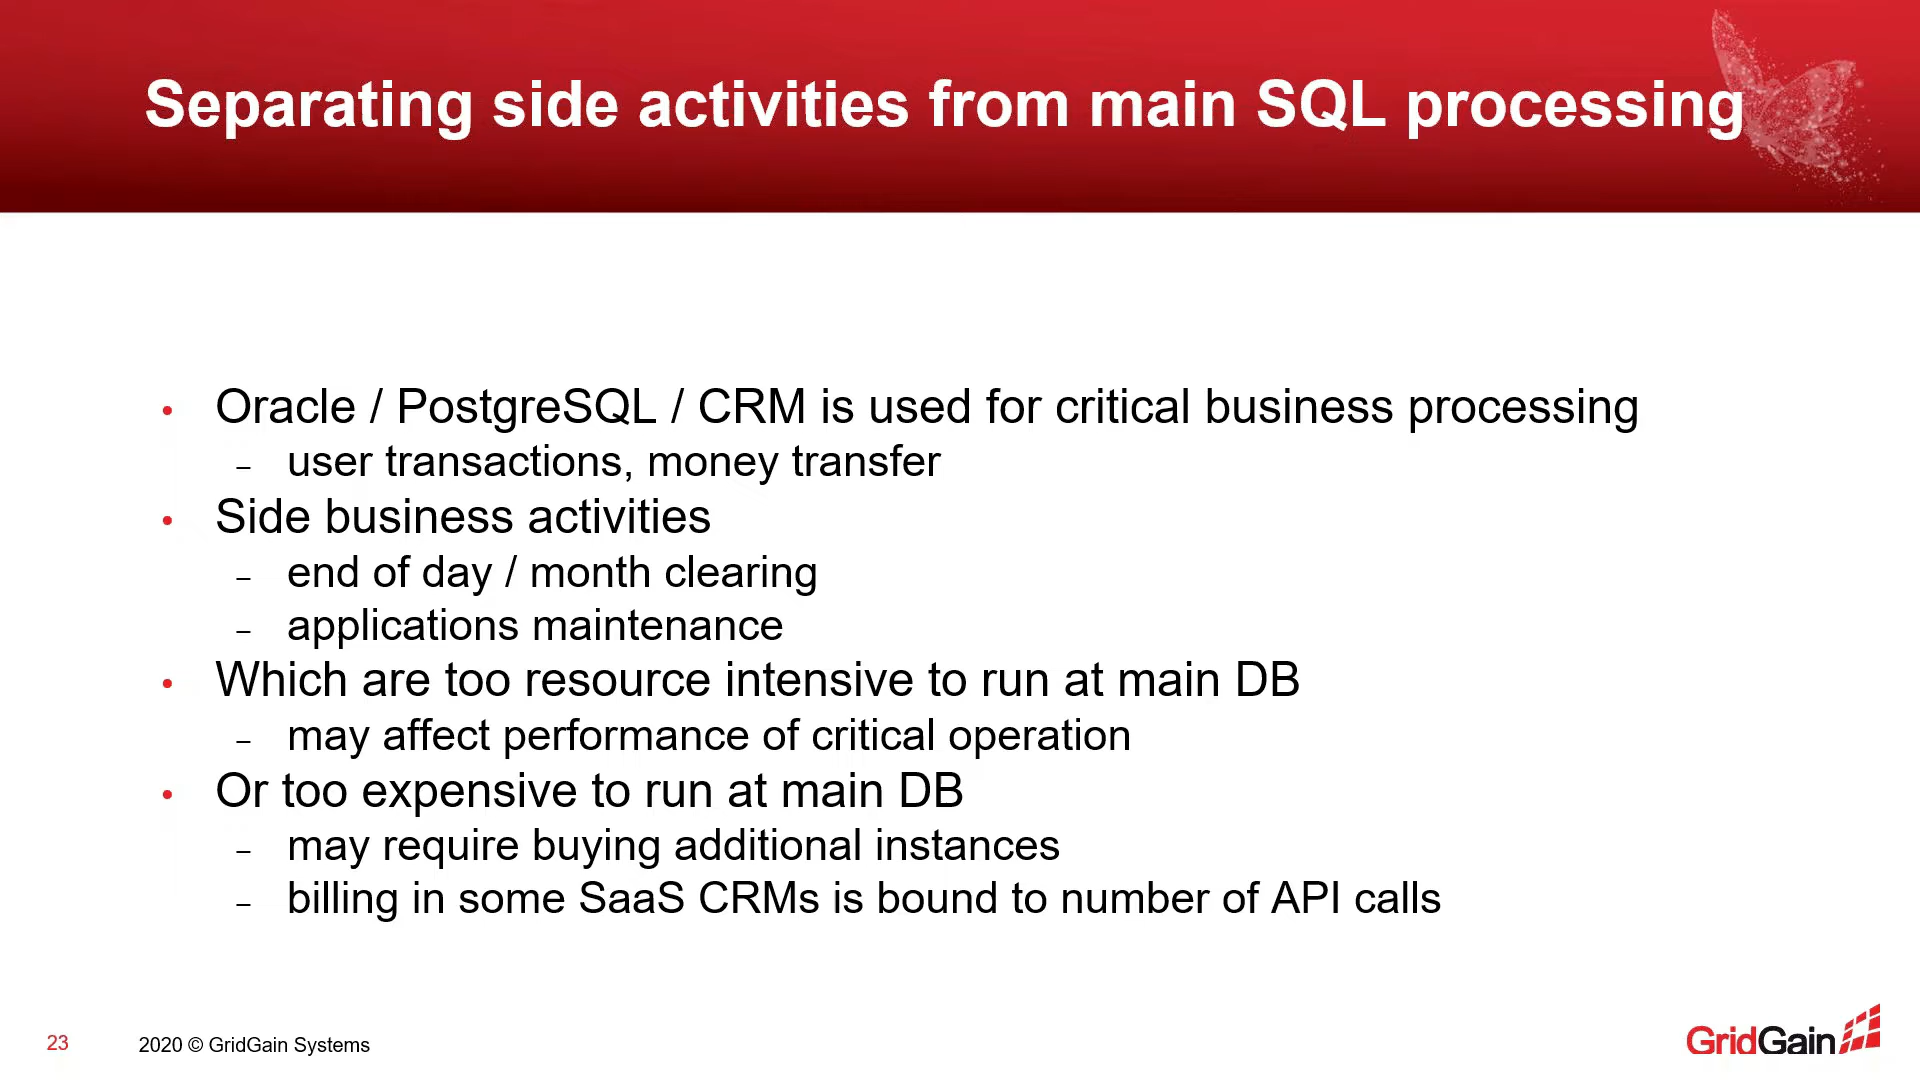 Separating side activities from main SQL processing
• Oracle / PostgreSQL / CRM is used for critical business processing
– user transactions, money transfer
• Side business activities
– end of day / month clearing
– applications maintenance
• Which are too resource intensive to run at main DB
– may affect performance of critical operation
• Or too expensive to run at main DB
– may require buying additional instances
– billing in some SaaS CRMs is bound to number of API calls
23 2020 © GridGain Systems
GridGain